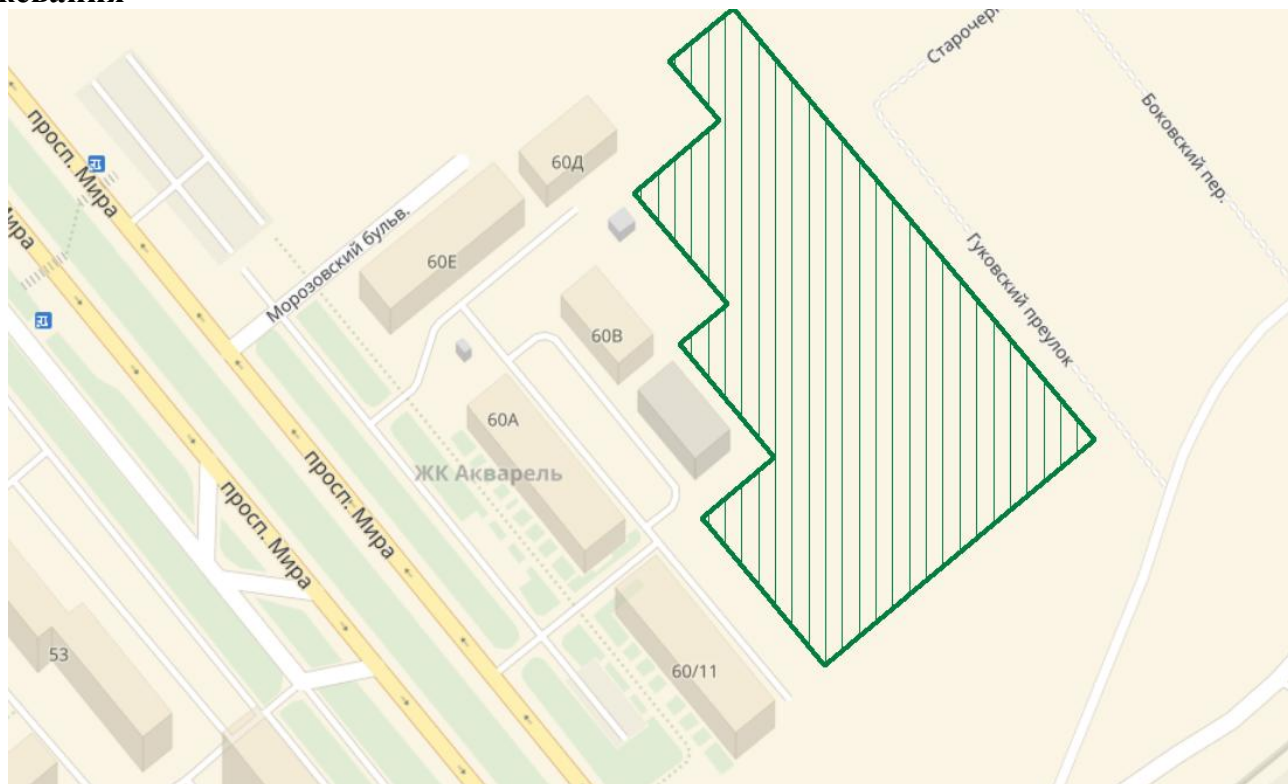 Старочер
Боковский пер.
просп. Мира
60Д
Морозовский бульв.
60Е
Гуковский преулок
60В
60А
ЖК Акварель
просп. Мира
просп. Мира
60/11
53